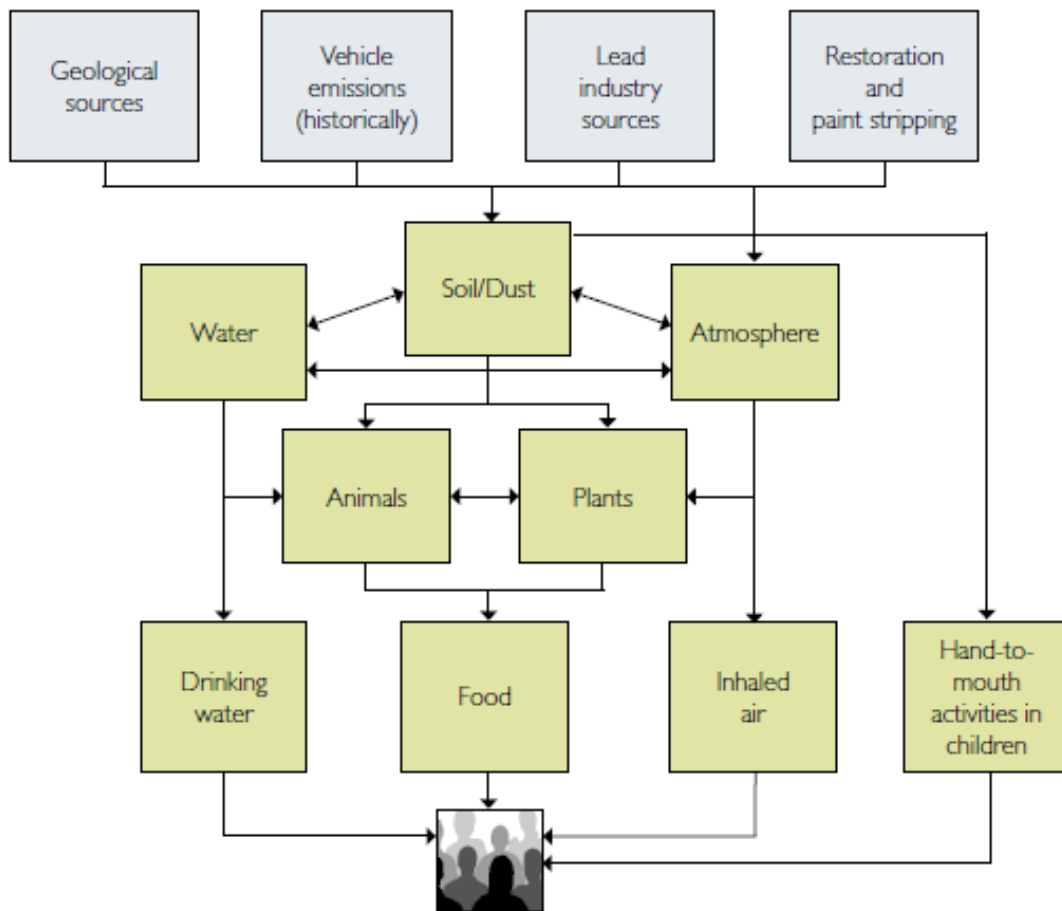 Geological
sources
Vehicle
emissions
(historically)
Lead
industry
sources
Restoration
and
paint stripping
Soil/Dust
Water
Atmosphere
Animals
Plants
Drinking
water
Food
Inhaled
air
Hand-to-
mouth
activities in
children